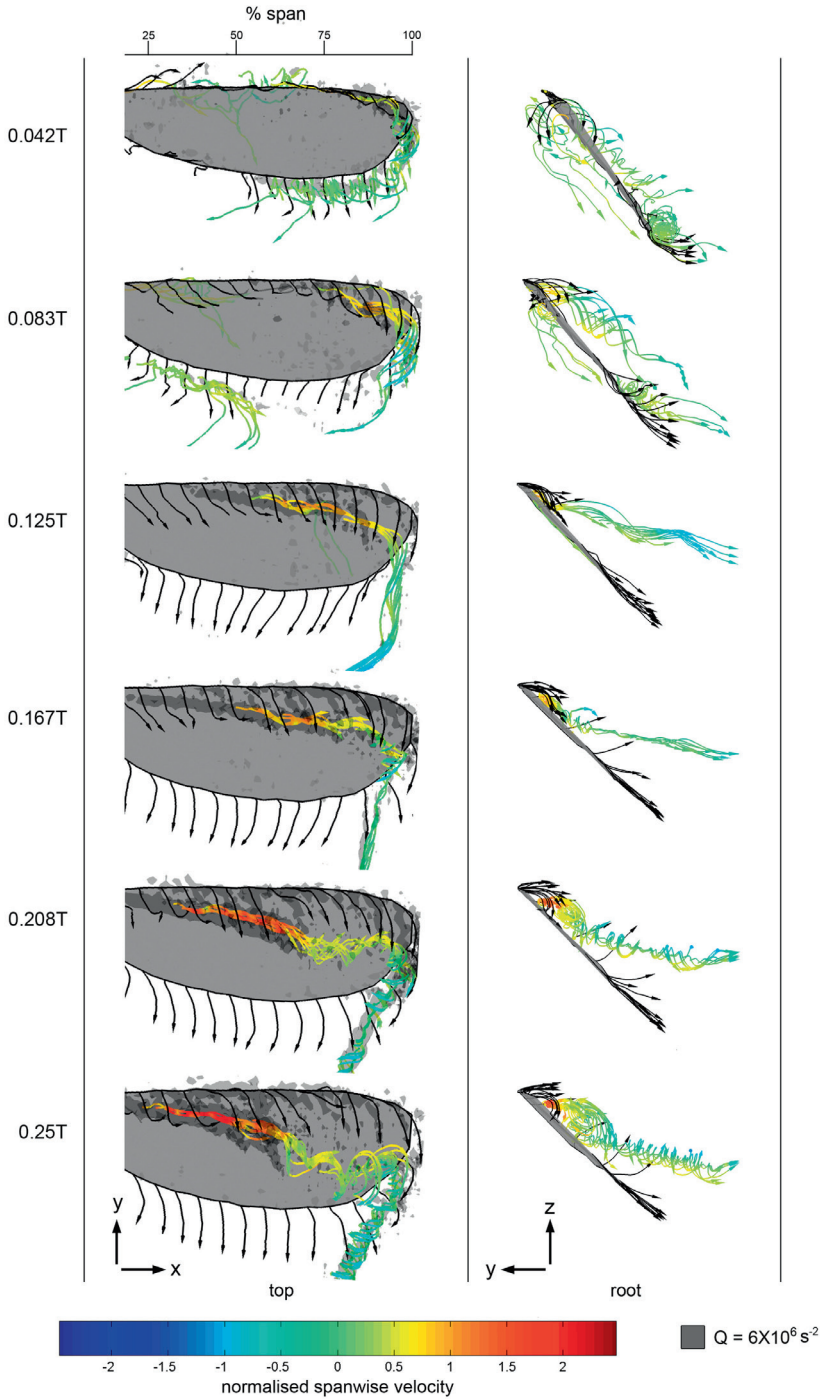 % span
25 50 75 100
0.042T
0.083T
0.125T
0.167T
0.208T
0.25T
y
x
z
y
top root
-2 -1.5 -1 -0.5 0 0.5 1 1.5 2
normalised spanwise velocity
Q = 6X10⁶ s⁻²